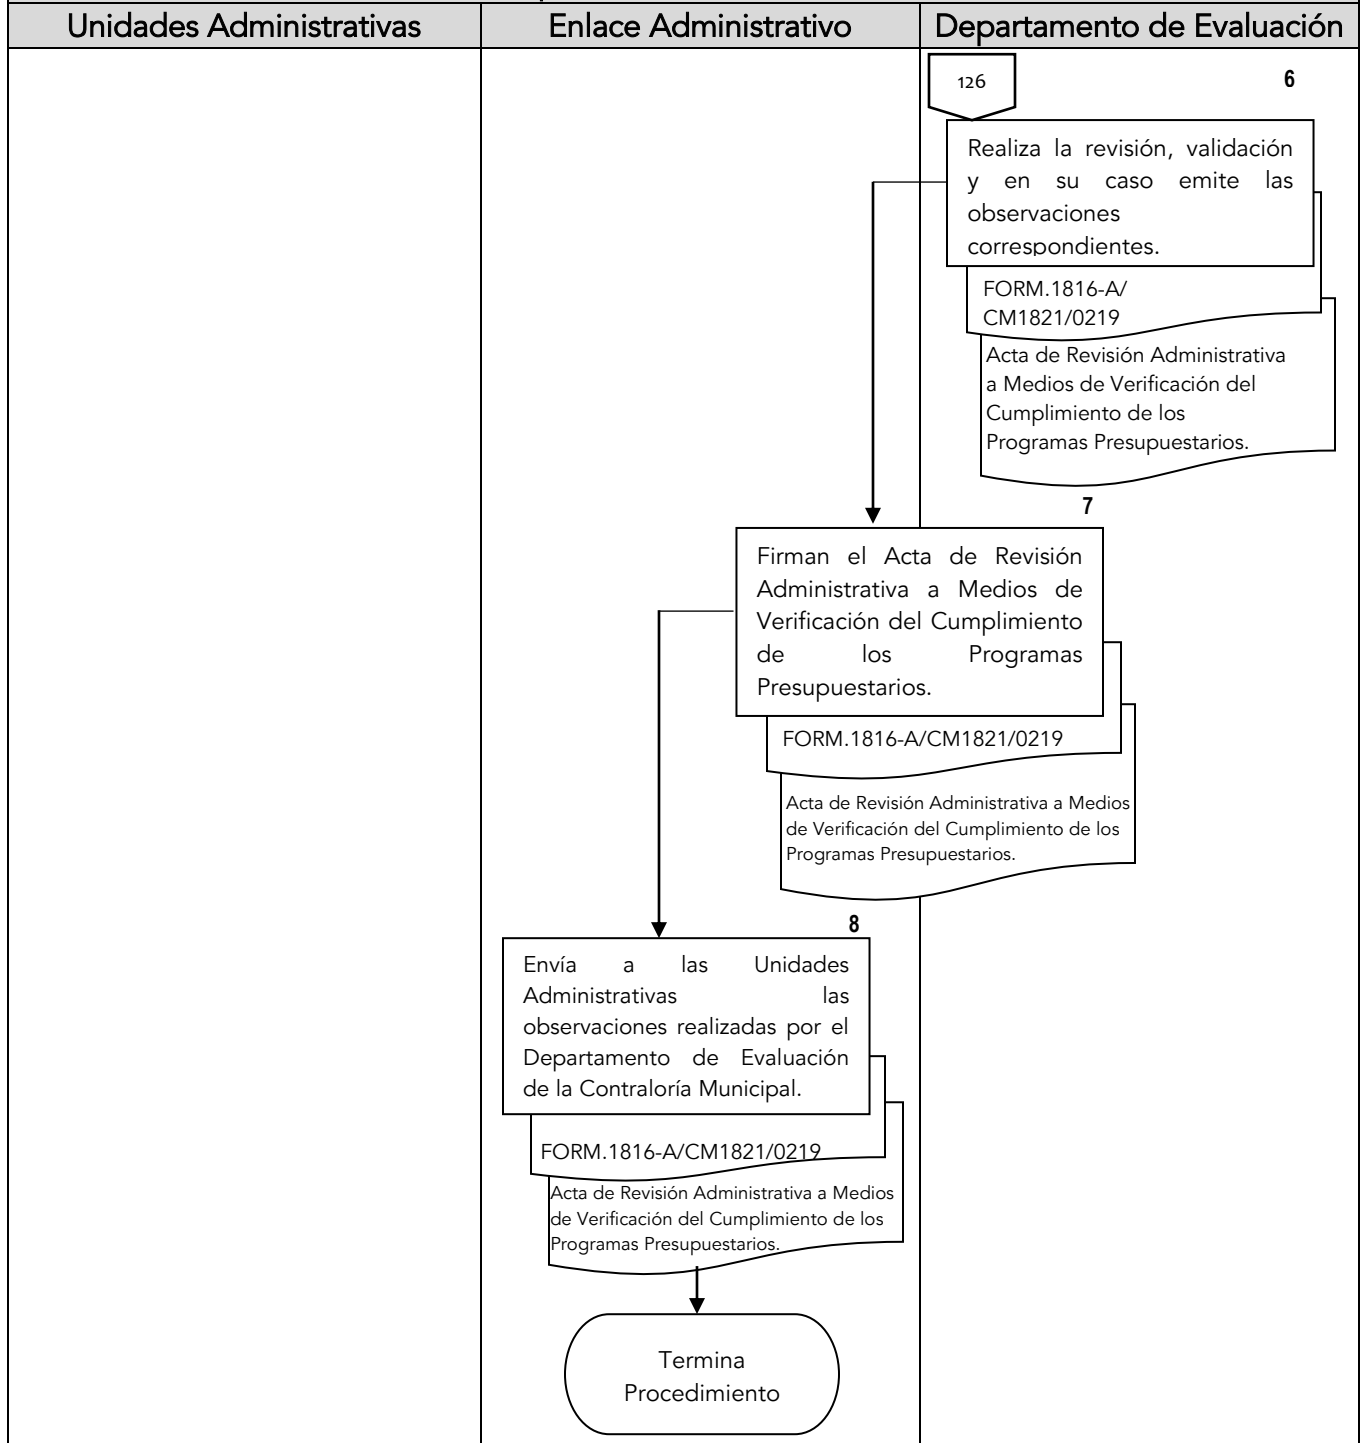 Unidades Administrativas
Enlace Administrativo
Departamento de Evaluación
126
6
Realiza la revisión, validación
y en su caso emite las
observaciones
correspondientes.
FORM.1816-A/
CM1821/0219
Acta de Revisión Administrativa
a Medios de Verificación del
Cumplimiento de los
Programas Presupuestarios.
7
Firman el Acta de Revisión
Administrativa a Medios de
Verificación del Cumplimiento
de los Programas
Presupuestarios.
FORM.1816-A/CM1821/0219
Acta de Revisión Administrativa a Medios
de Verificación del Cumplimiento de los
Programas Presupuestarios.
8
Envía a las Unidades
Administrativas las
observaciones realizadas por el
Departamento de Evaluación
de la Contraloría Municipal.
FORM.1816-A/CM1821/0219
Acta de Revisión Administrativa a Medios
de Verificación del Cumplimiento de los
Programas Presupuestarios.
Termina
Procedimiento